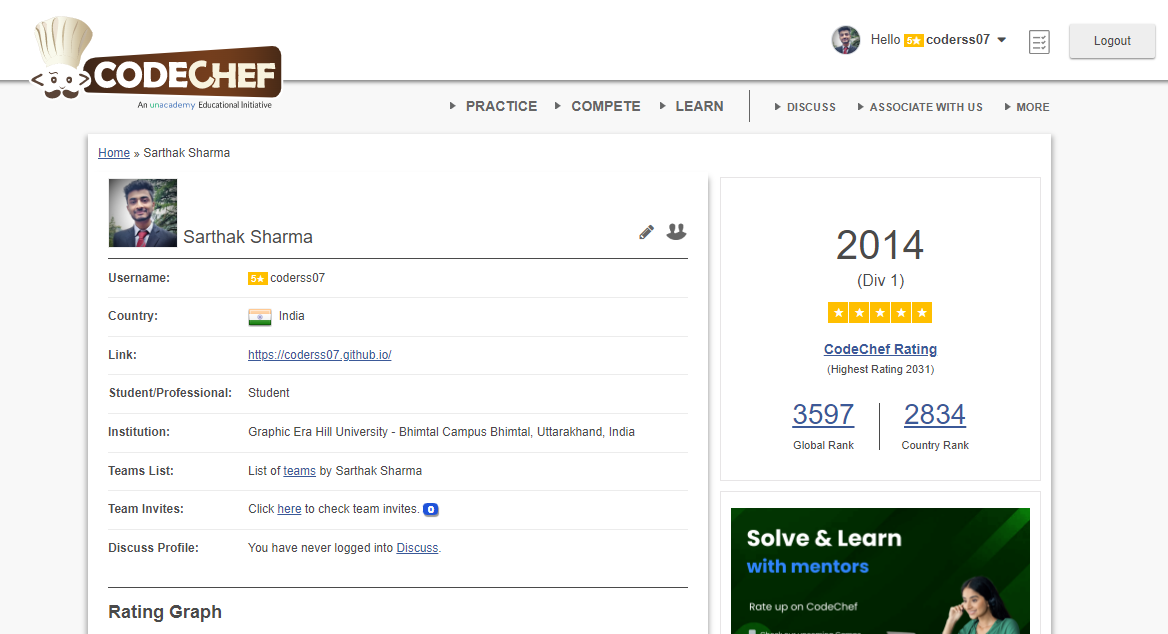 CODECHEF
An unacademy Educational Initiative
Hello 5★ coderss07
Logout
PRACTICE COMPETE LEARN DISCUSS ASSOCIATE WITH US MORE
Home » Sarthak Sharma
Sarthak Sharma
Username: 5★ coderss07
Country: India
Link: https://coderss07.github.io/
Student/Professional: Student
Institution: Graphic Era Hill University - Bhimtal Campus Bhimtal, Uttarakhand, India
Teams List: List of teams by Sarthak Sharma
Team Invites: Click here to check team invites. 0
Discuss Profile: You have never logged into Discuss.
Rating Graph
2014
(Div 1)
★★★★★
CodeChef Rating
(Highest Rating 2031)
3597 2834
Global Rank Country Rank
Solve & Learn
with mentors
Rate up on CodeChef